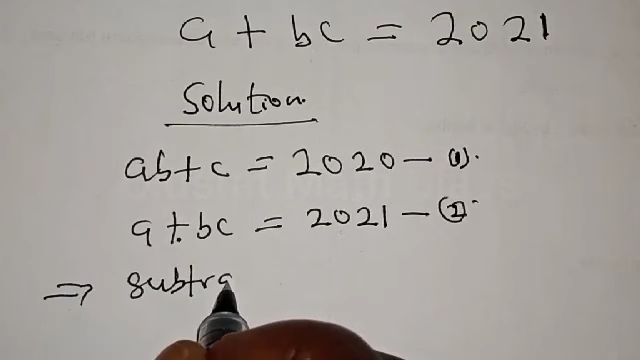 a + bc = 2021
Solution
ab + c = 2020 — (1).
a + bc = 2021 — (2).
⇒ subtra